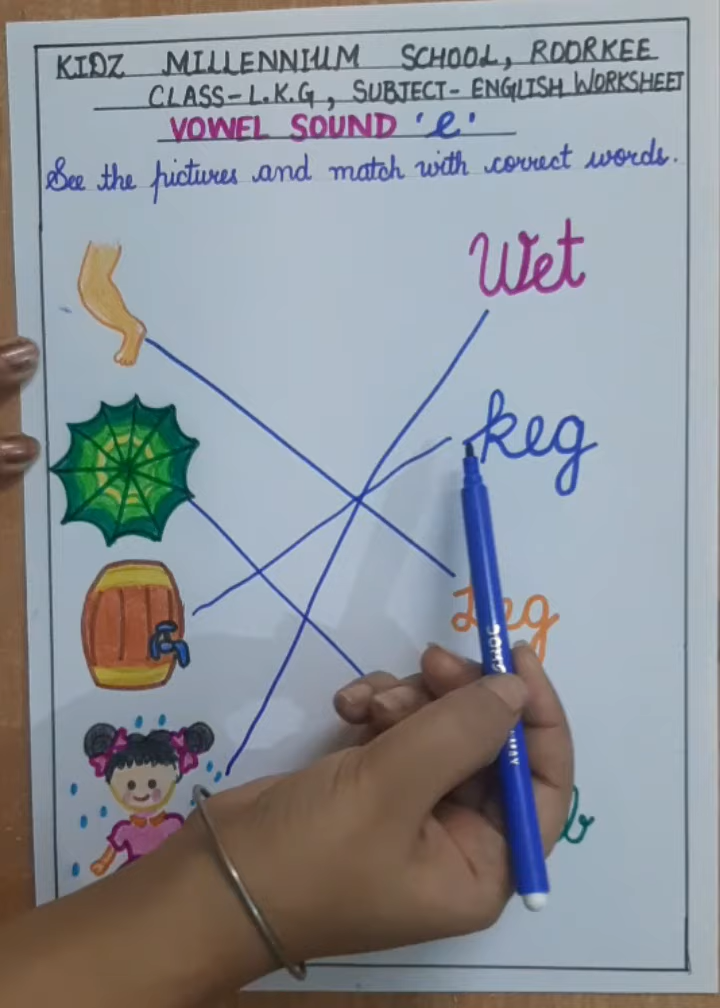 KIDZ MILLENNIUM SCHOOL, ROORKEE
CLASS-L.K.G, SUBJECT- ENGLISH WORKSHEET
VOWEL SOUND 'e'
See the pictures and match with correct words.
Wet
keg
Leg
DOMS